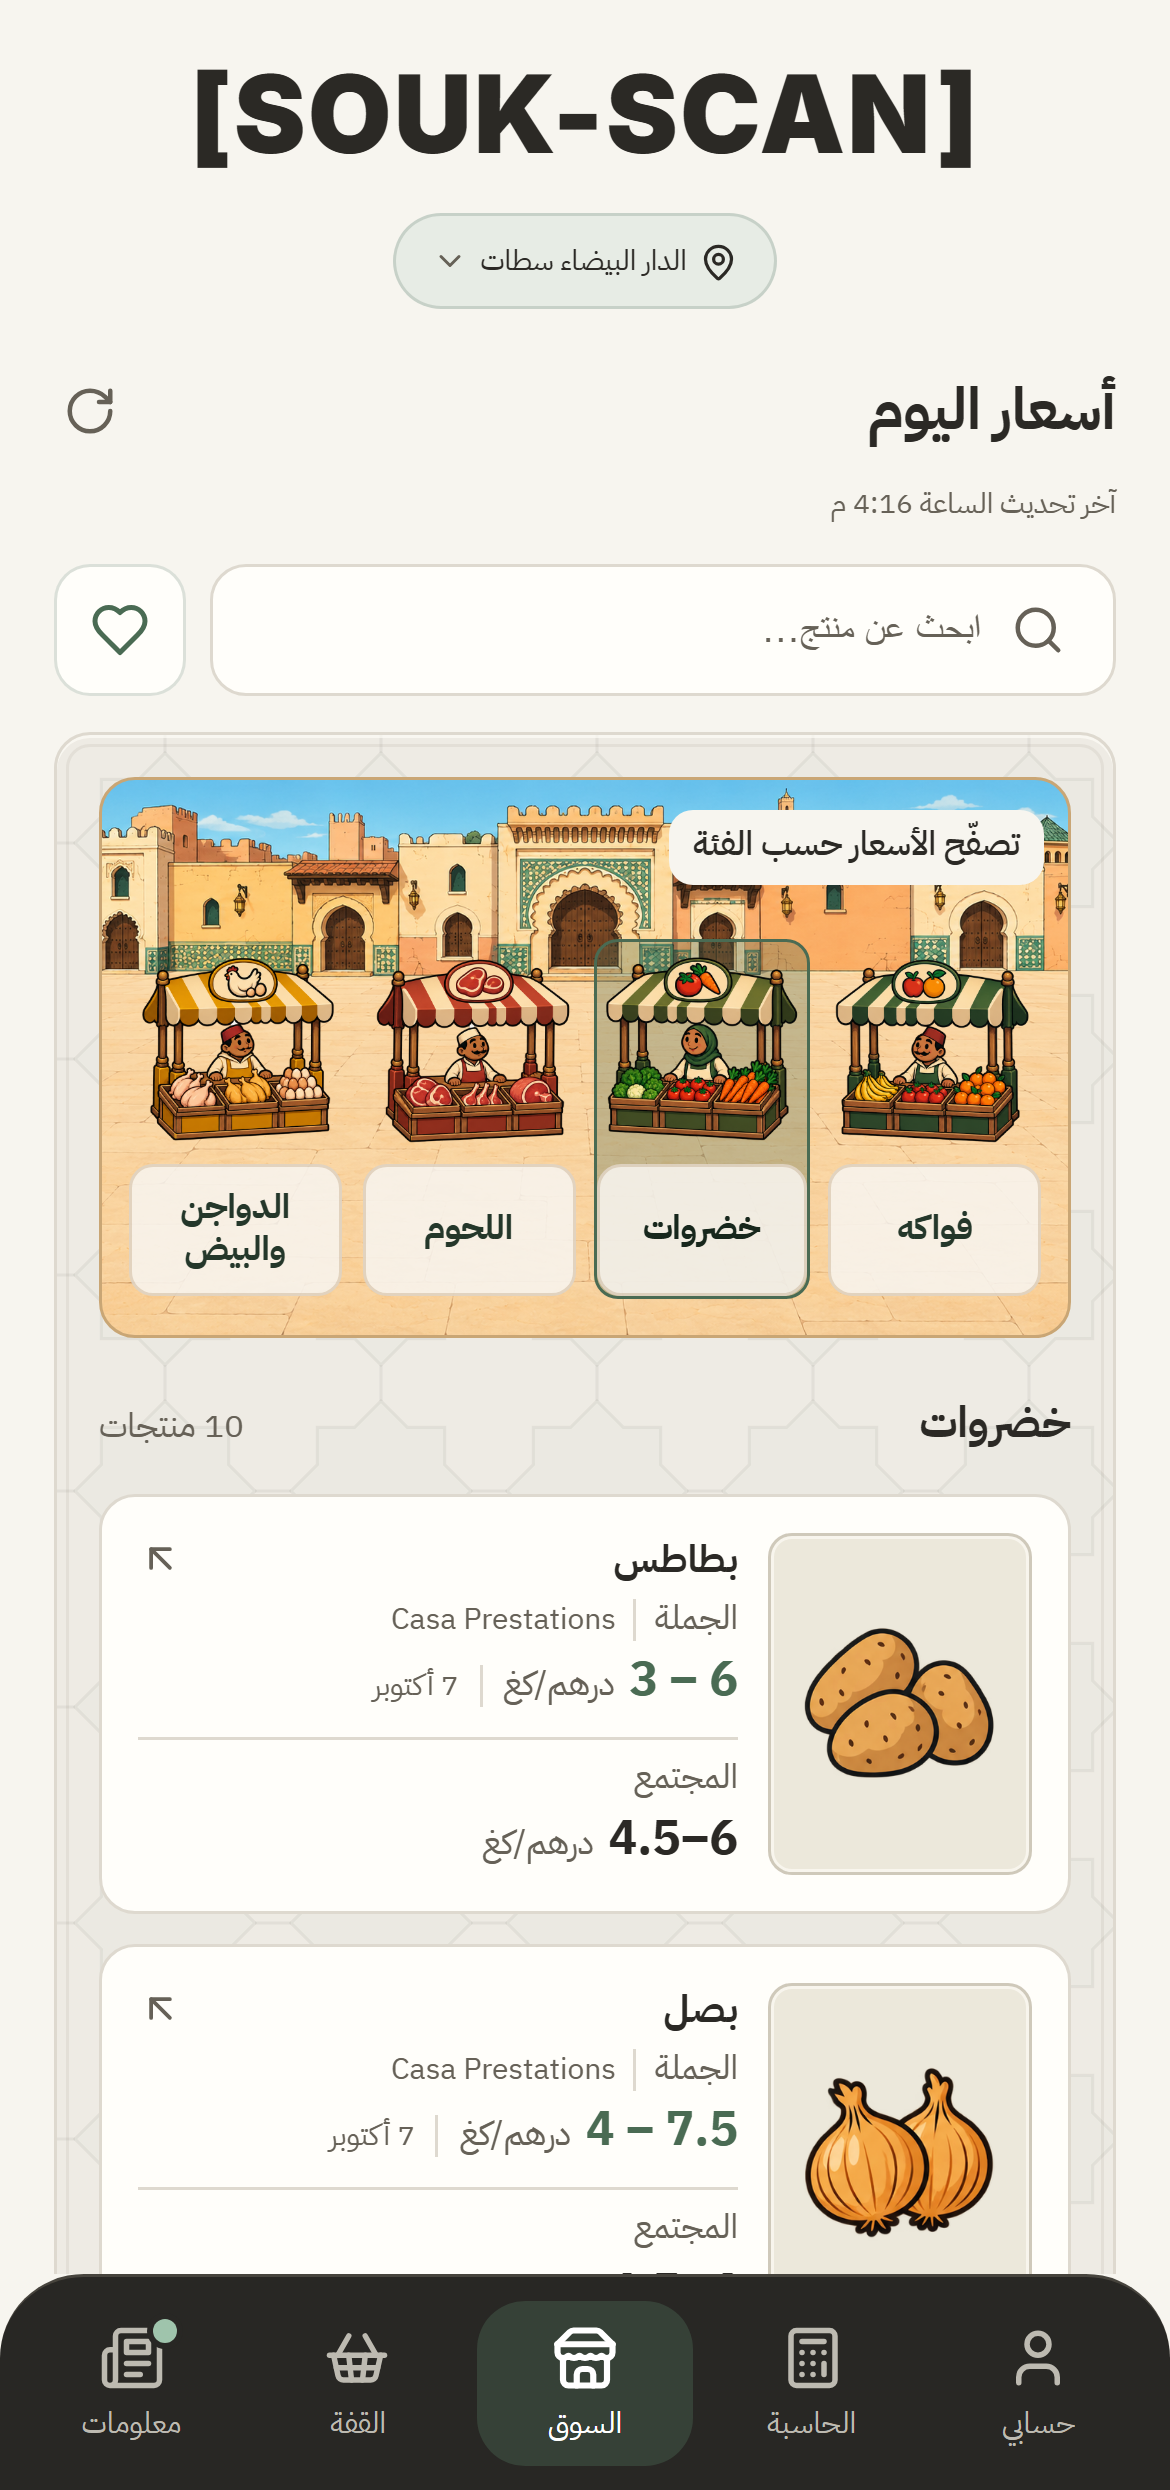 [SOUK-SCAN]
الدار البيضاء سطات
أسعار اليوم
آخر تحديث الساعة 4:16 م
ابحث عن منتج...
تصفّح الأسعار حسب الفئة
فواكه
خضروات
اللحوم
الدواجن والبيض
خضروات
10 منتجات
بطاطس
الجملة | Casa Prestations
3 – 6 درهم/كغ | 7 أكتوبر
المجتمع
4.5–6 درهم/كغ
بصل
الجملة | Casa Prestations
4 – 7.5 درهم/كغ | 7 أكتوبر
المجتمع
حسابي
الحاسبة
السوق
القفة
معلومات